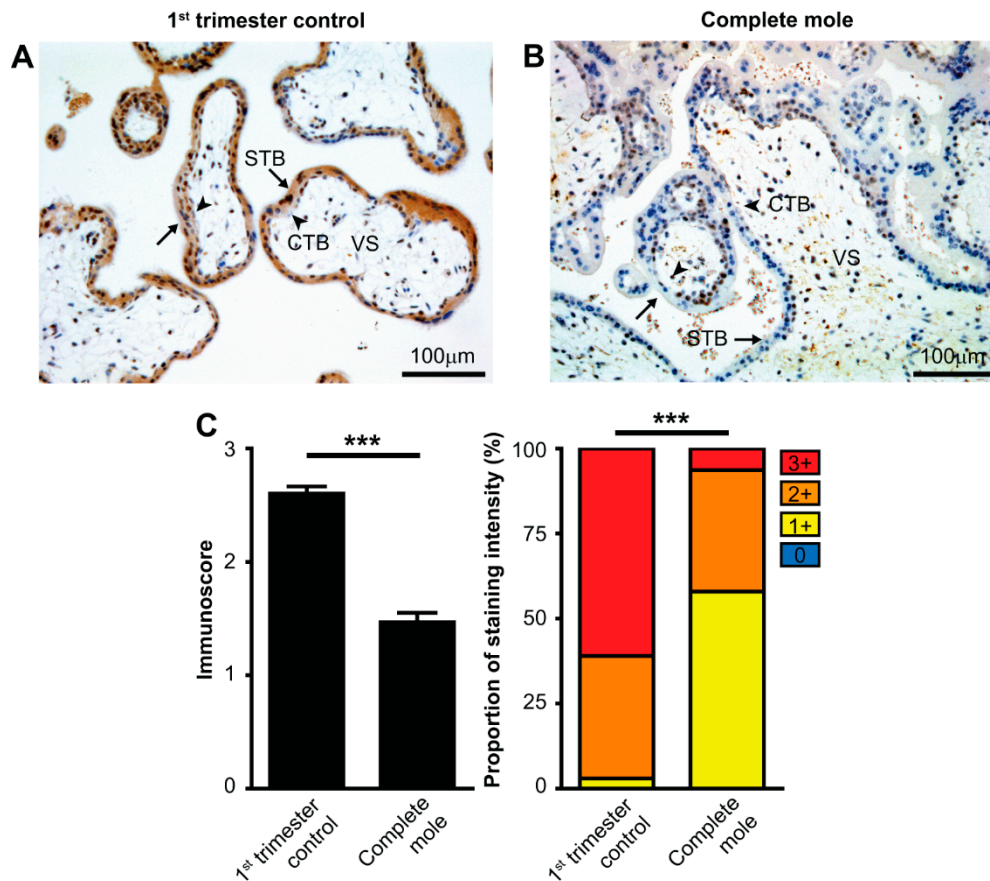 1st trimester control
Complete mole
A
STB
CTB
VS
100μm
B
CTB
VS
STB
100μm
C
Immunoscore
3
2
1
0
***
1st trimester
control
Complete
mole
Proportion of staining intensity (%)
100
75
50
25
0
***
3+
2+
1+
0
1st trimester
control
Complete
mole